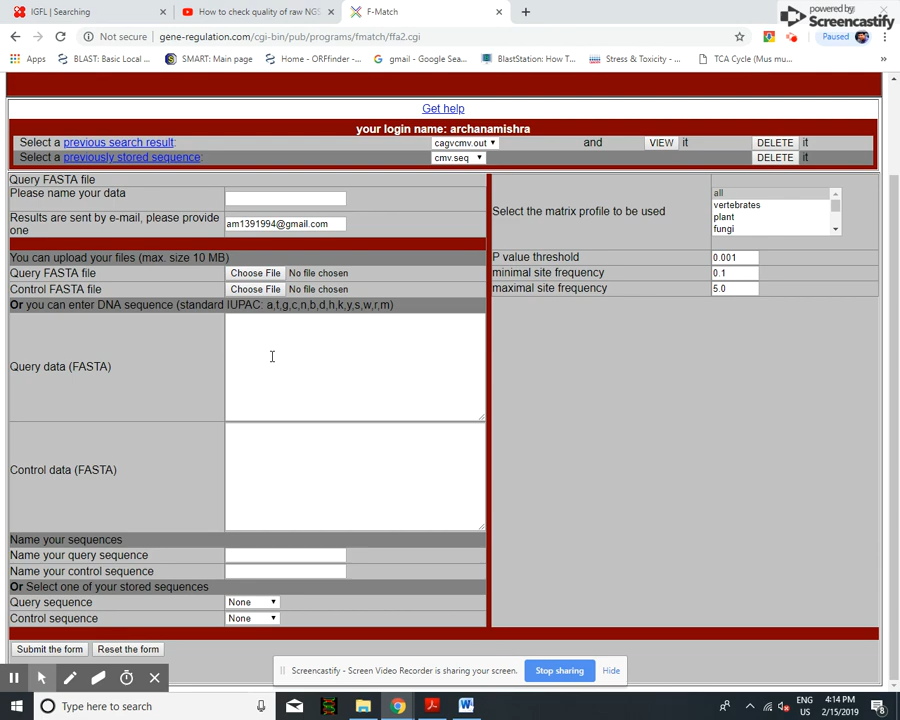 IGFL | Searching
How to check quality of raw NGS
F-Match
powered by:
Screencastify
Not secure
gene-regulation.com/cgi-bin/pub/programs/fmatch/ffa2.cgi
Paused
Apps
BLAST: Basic Local ...
SMART: Main page
Home - ORFfinder - ...
gmail - Google Sea...
BlastStation: How T...
Stress & Toxicity - ...
TCA Cycle (Mus mu...
Get help
your login name: archanamishra
Select a previous search result: cagvcmv.out and VIEW it DELETE it
Select a previously stored sequence: cmv.seq DELETE it
Query FASTA file
Please name your data
Results are sent by e-mail, please provide one
am1391994@gmail.com
You can upload your files (max. size 10 MB)
Query FASTA file Choose File No file chosen
Control FASTA file Choose File No file chosen
Or you can enter DNA sequence (standard IUPAC: a,t,g,c,n,b,d,h,k,y,s,w,r,m)
Query data (FASTA)
Control data (FASTA)
Name your sequences
Name your query sequence
Name your control sequence
Or Select one of your stored sequences
Query sequence None
Control sequence None
Select the matrix profile to be used
all
vertebrates
plant
fungi
P value threshold 0.001
minimal site frequency 0.1
maximal site frequency 5.0
Submit the form
Reset the form
Screencastify - Screen Video Recorder is sharing your screen.
Stop sharing
Hide
Type here to search
ENG
US
4:14 PM
2/15/2019
8